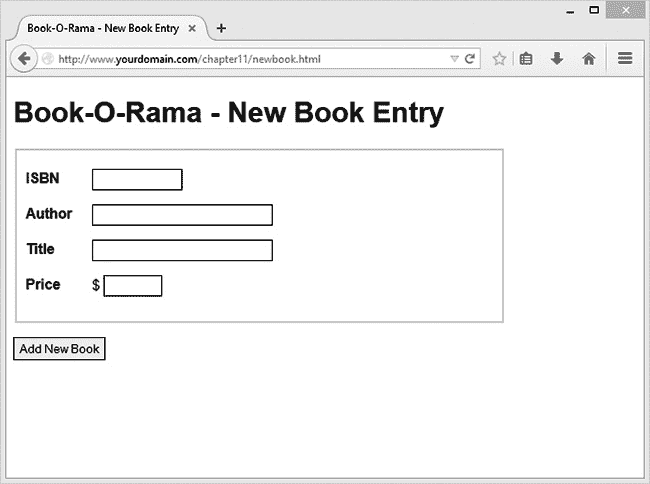 Book-O-Rama - New Book Entry
http://www.yourdomain.com/chapter11/newbook.html
Book-O-Rama - New Book Entry
ISBN
Author
Title
Price $
Add New Book